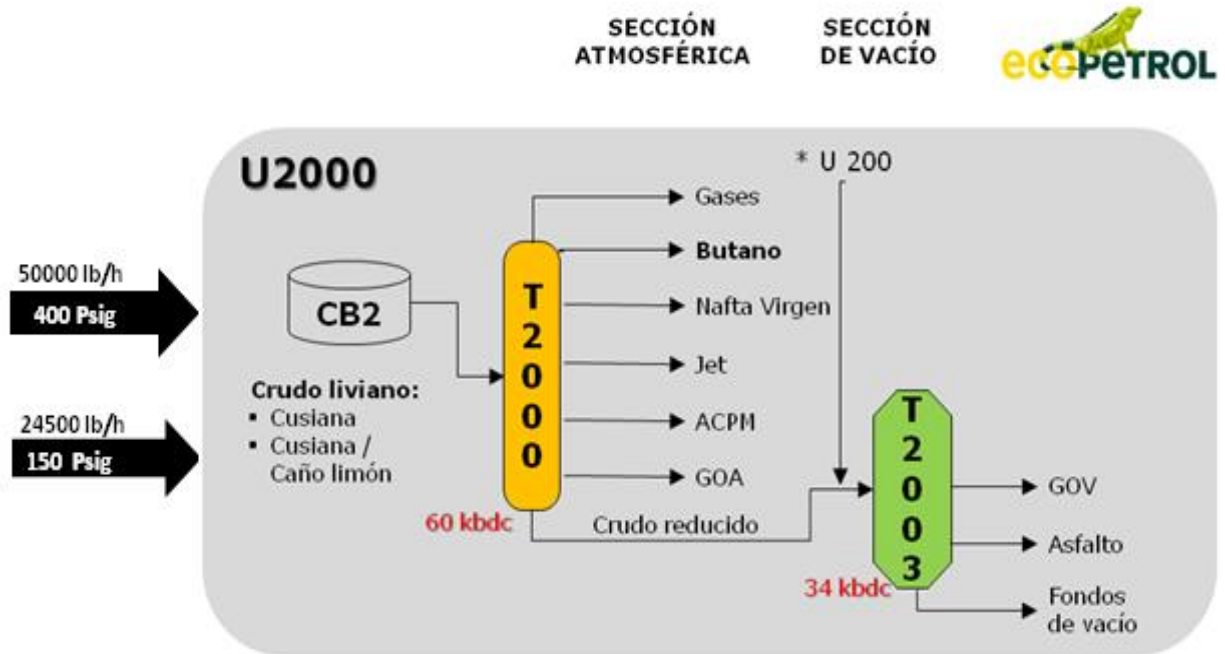 SECCIÓN
ATMOSFÉRICA
SECCIÓN
DE VACÍO
ecoPETROL
U2000
* U 200
Gases
Butano
Nafta Virgen
Jet
ACPM
GOA
50000 lb/h
400 Psig
24500 lb/h
150 Psig
CB2
Crudo liviano:
▪ Cusiana
▪ Cusiana /
Caño limón
T
2
0
0
0
60 kbdc
Crudo reducido
T
2
0
0
3
34 kbdc
GOV
Asfalto
Fondos
de vacío